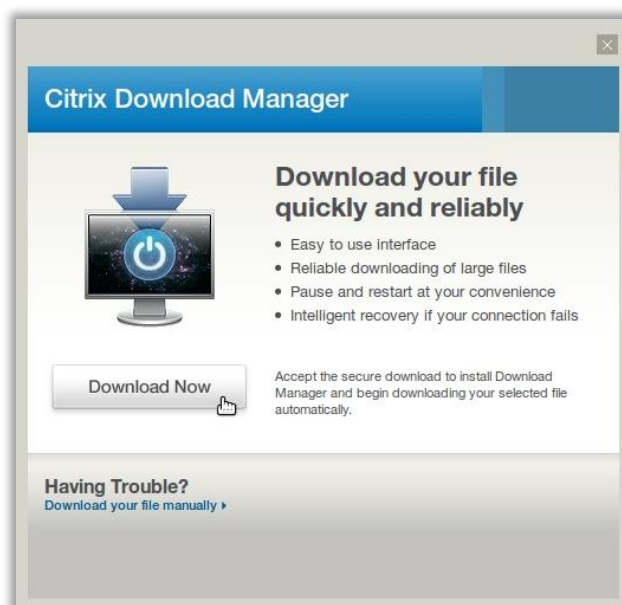 Citrix Download Manager
Download your file
quickly and reliably
• Easy to use interface
• Reliable downloading of large files
• Pause and restart at your convenience
• Intelligent recovery if your connection fails
Download Now
Accept the secure download to install Download
Manager and begin downloading your selected file
automatically.
Having Trouble?
Download your file manually